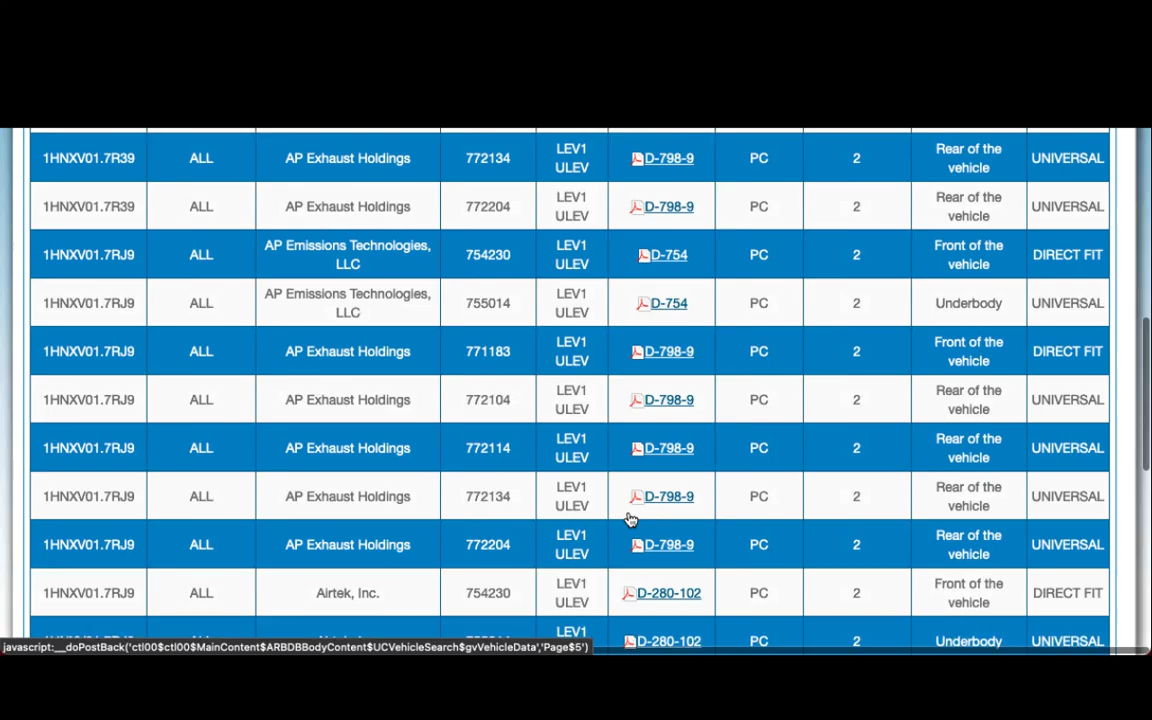 1HNXV01.7R39 ALL AP Exhaust Holdings 772134 LEV1 ULEV D-798-9 PC 2 Rear of the vehicle UNIVERSAL
1HNXV01.7R39 ALL AP Exhaust Holdings 772204 LEV1 ULEV D-798-9 PC 2 Rear of the vehicle UNIVERSAL
1HNXV01.7RJ9 ALL AP Emissions Technologies, LLC 754230 LEV1 ULEV D-754 PC 2 Front of the vehicle DIRECT FIT
1HNXV01.7RJ9 ALL AP Emissions Technologies, LLC 755014 LEV1 ULEV D-754 PC 2 Underbody UNIVERSAL
1HNXV01.7RJ9 ALL AP Exhaust Holdings 771183 LEV1 ULEV D-798-9 PC 2 Front of the vehicle DIRECT FIT
1HNXV01.7RJ9 ALL AP Exhaust Holdings 772104 LEV1 ULEV D-798-9 PC 2 Rear of the vehicle UNIVERSAL
1HNXV01.7RJ9 ALL AP Exhaust Holdings 772114 LEV1 ULEV D-798-9 PC 2 Rear of the vehicle UNIVERSAL
1HNXV01.7RJ9 ALL AP Exhaust Holdings 772134 LEV1 ULEV D-798-9 PC 2 Rear of the vehicle UNIVERSAL
1HNXV01.7RJ9 ALL AP Exhaust Holdings 772204 LEV1 ULEV D-798-9 PC 2 Rear of the vehicle UNIVERSAL
1HNXV01.7RJ9 ALL Airtek, Inc. 754230 LEV1 ULEV D-280-102 PC 2 Front of the vehicle DIRECT FIT
LEV1 D-280-102 PC 2 Underbody UNIVERSAL
javascript:__doPostBack('ctl00$ctl00$MainContent$ARBDBBodyContent$UCVehicleSearch$gvVehicleData','Page$5')